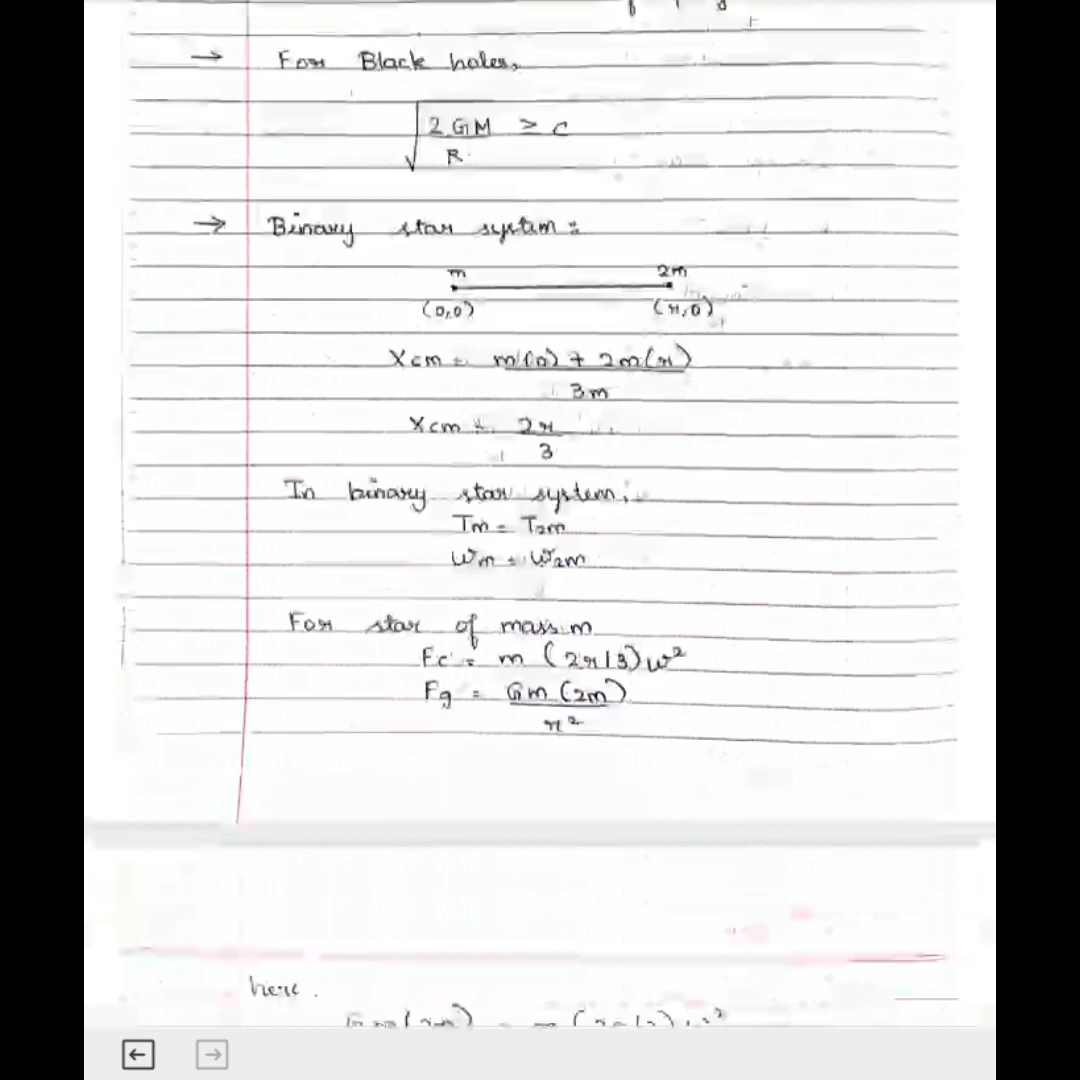 → For Black holes,
√(2GM/R) ≥ c
→ Binary star system :
m 2m
(0,0) (r,0)
Xcm = m(0) + 2m(r)
3m
Xcm = 2r
3
In binary star system,
Tm = T2m
ωm = ω2m
For star of mass m
Fc = m (2r/3) ω²
Fg = Gm (2m)
r²
here